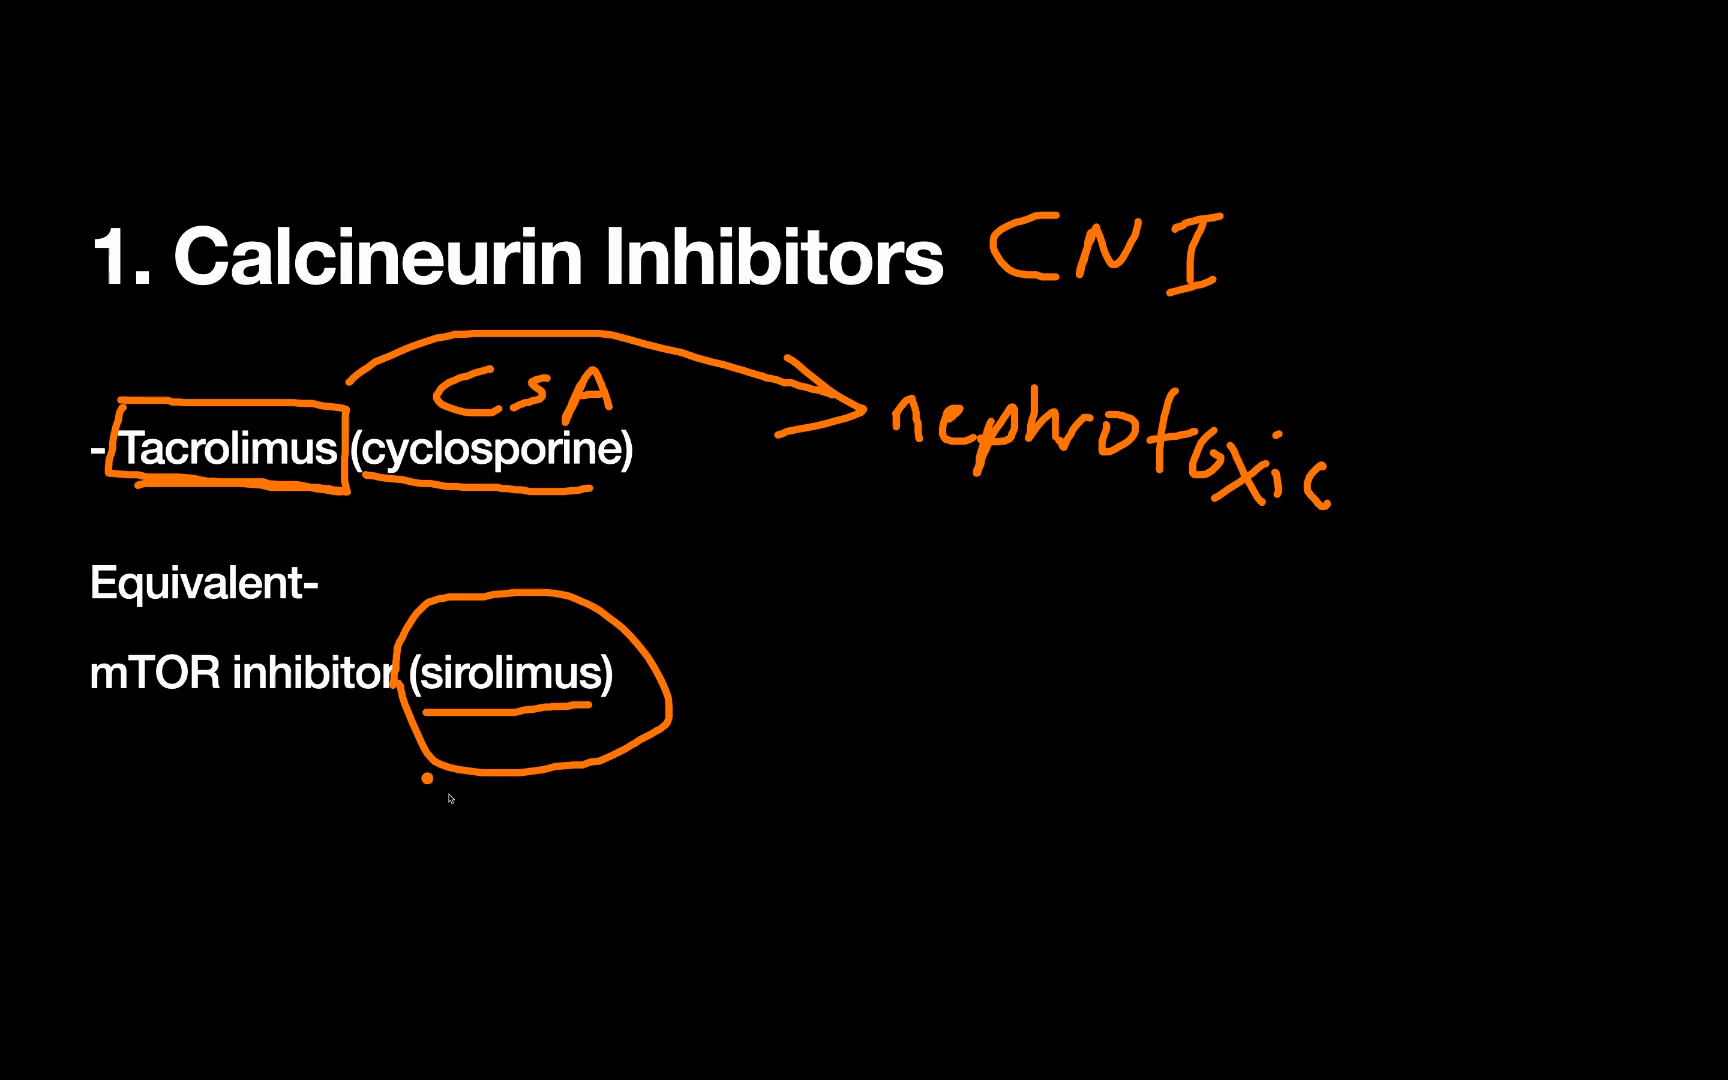 1. Calcineurin Inhibitors CNI
CsA
- Tacrolimus (cyclosporine)
nephrotoxic
Equivalent-
mTOR inhibitor (sirolimus)